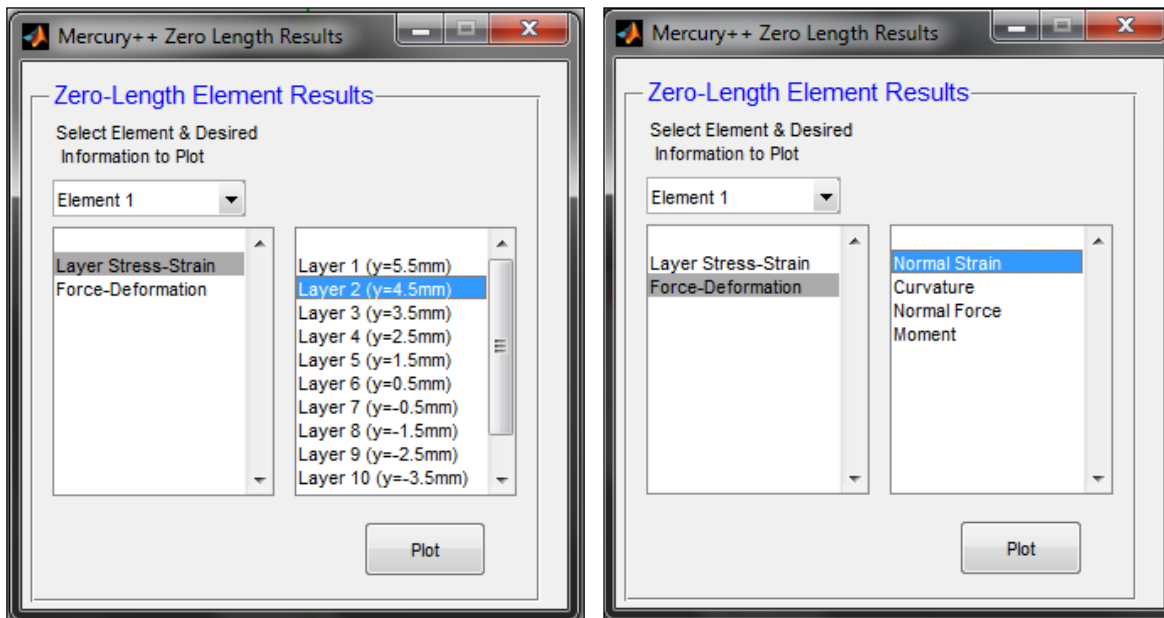 Mercury++ Zero Length Results
Zero-Length Element Results
Select Element & Desired
Information to Plot
Element 1
Layer Stress-Strain
Force-Deformation
Layer 1 (y=5.5mm)
Layer 2 (y=4.5mm)
Layer 3 (y=3.5mm)
Layer 4 (y=2.5mm)
Layer 5 (y=1.5mm)
Layer 6 (y=0.5mm)
Layer 7 (y=-0.5mm)
Layer 8 (y=-1.5mm)
Layer 9 (y=-2.5mm)
Layer 10 (y=-3.5mm)
Plot
Mercury++ Zero Length Results
Zero-Length Element Results
Select Element & Desired
Information to Plot
Element 1
Layer Stress-Strain
Force-Deformation
Normal Strain
Curvature
Normal Force
Moment
Plot